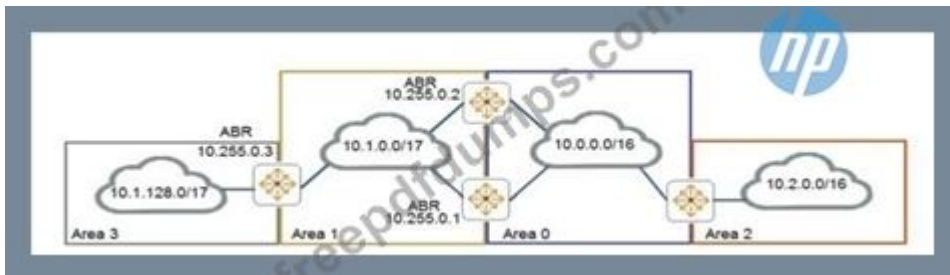 hp
freepdfdumps.com
ABR
10.255.0.2
ABR
10.255.0.3
10.1.0.0/17
10.0.0.0/16
10.1.128.0/17
10.2.0.0/16
ABR
10.255.0.1
Area 3
Area 1
Area 0
Area 2